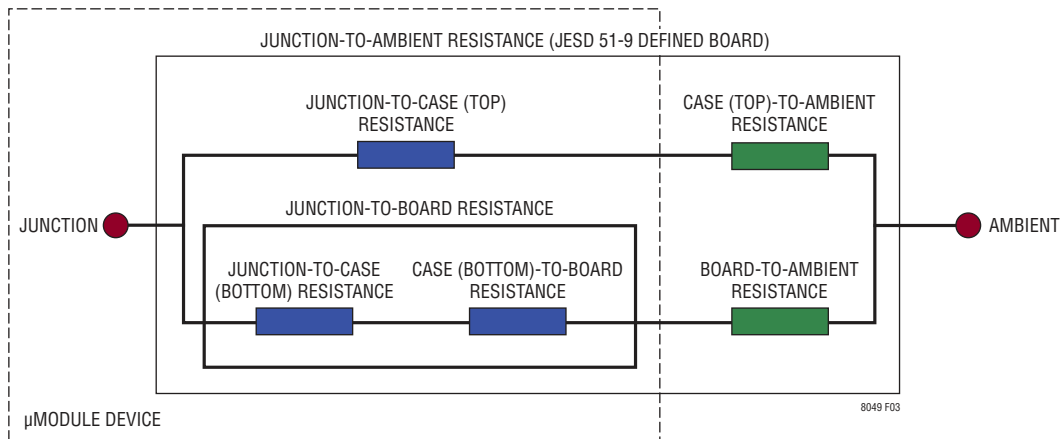 JUNCTION-TO-AMBIENT RESISTANCE (JESD 51-9 DEFINED BOARD)
JUNCTION-TO-CASE (TOP)
RESISTANCE
CASE (TOP)-TO-AMBIENT
RESISTANCE
JUNCTION
JUNCTION-TO-BOARD RESISTANCE
AMBIENT
JUNCTION-TO-CASE
(BOTTOM) RESISTANCE
CASE (BOTTOM)-TO-BOARD
RESISTANCE
BOARD-TO-AMBIENT
RESISTANCE
8049 F03
µMODULE DEVICE